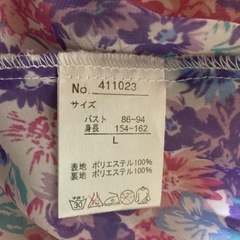 No. 411023
サイズ
バスト 86~94
身長 154~162
L
表地 ポリエステル100%
裏地 ポリエステル100%
30